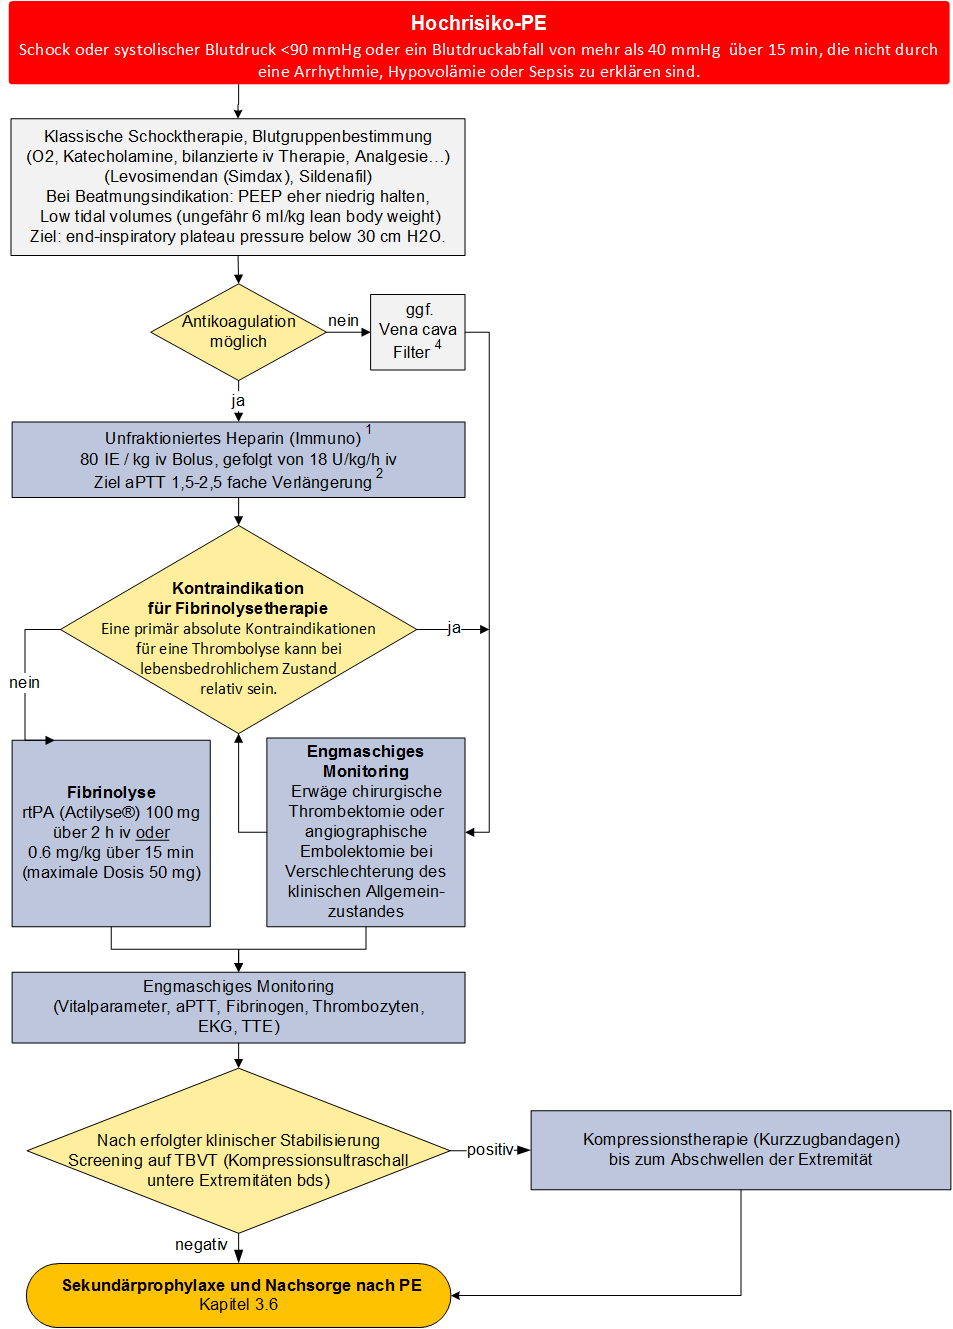 Hochrisiko-PE
Schock oder systolischer Blutdruck <90 mmHg oder ein Blutdruckabfall von mehr als 40 mmHg über 15 min, die nicht durch
eine Arrhythmie, Hypovolämie oder Sepsis zu erklären sind.
Klassische Schocktherapie, Blutgruppenbestimmung
(O2, Katecholamine, bilanzierte iv Therapie, Analgesie...)
(Levosimendan (Simdax), Sildenafil)
Bei Beatmungsindikation: PEEP eher niedrig halten,
Low tidal volumes (ungefähr 6 ml/kg lean body weight)
Ziel: end-inspiratory plateau pressure below 30 cm H2O.
Antikoagulation
möglich
nein
ggf.
Vena cava
Filter 4
ja
Unfraktioniertes Heparin (Immuno) 1
80 IE / kg iv Bolus, gefolgt von 18 U/kg/h iv
Ziel aPTT 1,5-2,5 fache Verlängerung 2
Kontraindikation
für Fibrinolysetherapie
Eine primär absolute Kontraindikationen
für eine Thrombolyse kann bei
lebensbedrohlichem Zustand
relativ sein.
ja
nein
Fibrinolyse
rtPA (Actilyse®) 100 mg
über 2 h iv oder
0.6 mg/kg über 15 min
(maximale Dosis 50 mg)
Engmaschiges
Monitoring
Erwäge chirurgische
Thrombektomie oder
angiographische
Embolektomie bei
Verschlechterung des
klinischen Allgemein-
zustandes
Engmaschiges Monitoring
(Vitalparameter, aPTT, Fibrinogen, Thrombozyten,
EKG, TTE)
Nach erfolgter klinischer Stabilisierung
Screening auf TBVT (Kompressionsultraschall
untere Extremitäten bds)
positiv
Kompressionstherapie (Kurzzugbandagen)
bis zum Abschwellen der Extremität
negativ
Sekundärprophylaxe und Nachsorge nach PE
Kapitel 3.6